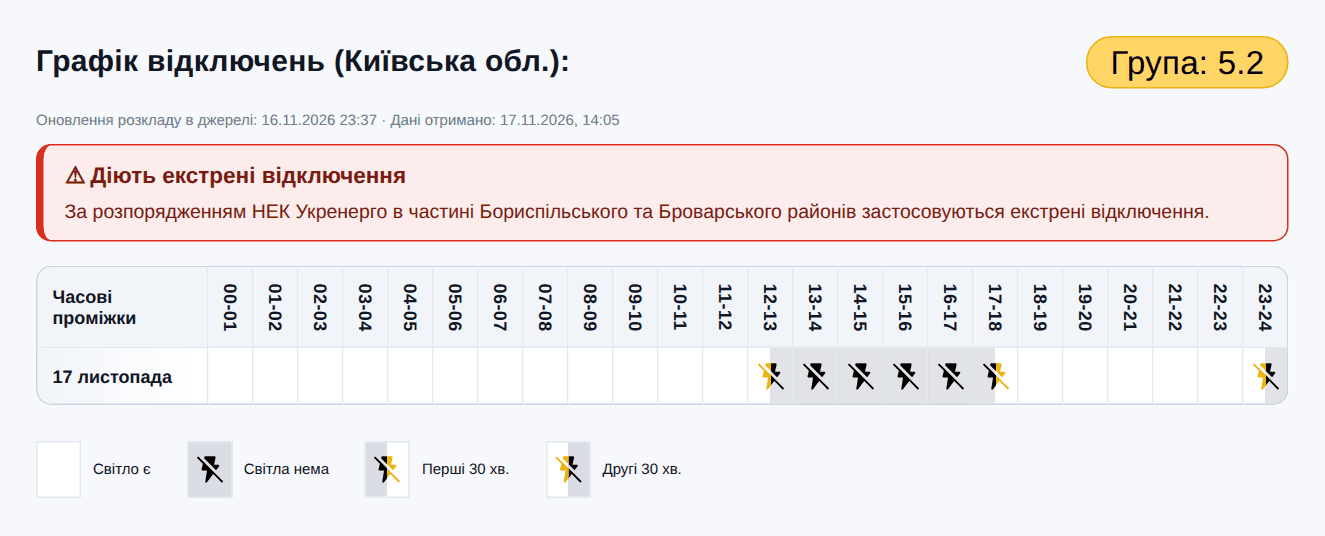 Графік відключень (Київська обл.):
Група: 5.2
Оновлення розкладу в джерелі: 16.11.2026 23:37 · Дані отримано: 17.11.2026, 14:05
⚠ Діють екстрені відключення
За розпорядженням НЕК Укренерго в частині Бориспільського та Броварського районів застосовуються екстрені відключення.
Часові
проміжки
00-01
01-02
02-03
03-04
04-05
05-06
06-07
07-08
08-09
09-10
10-11
11-12
12-13
13-14
14-15
15-16
16-17
17-18
18-19
19-20
20-21
21-22
22-23
23-24
17 листопада
Світло є
Світла нема
Перші 30 хв.
Другі 30 хв.